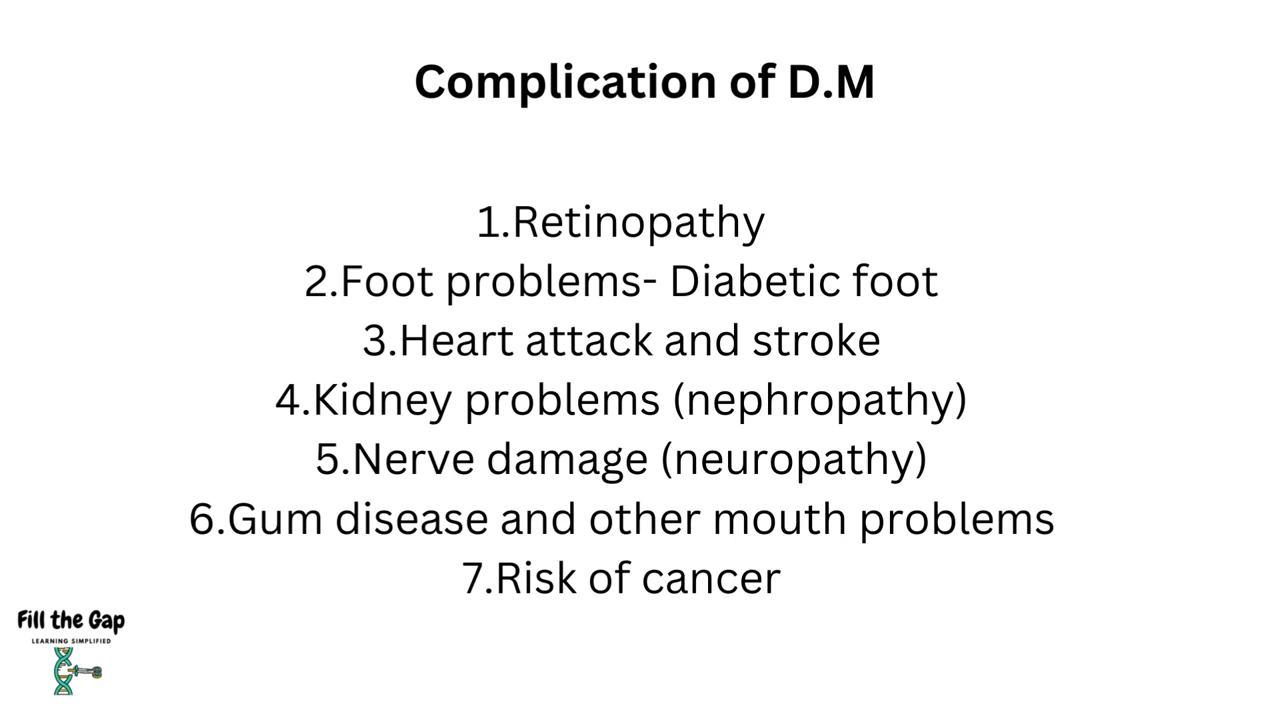 Complication of D.M
1.Retinopathy
2.Foot problems- Diabetic foot
3.Heart attack and stroke
4.Kidney problems (nephropathy)
5.Nerve damage (neuropathy)
6.Gum disease and other mouth problems
7.Risk of cancer
Fill the Gap
LEARNING SIMPLIFIED